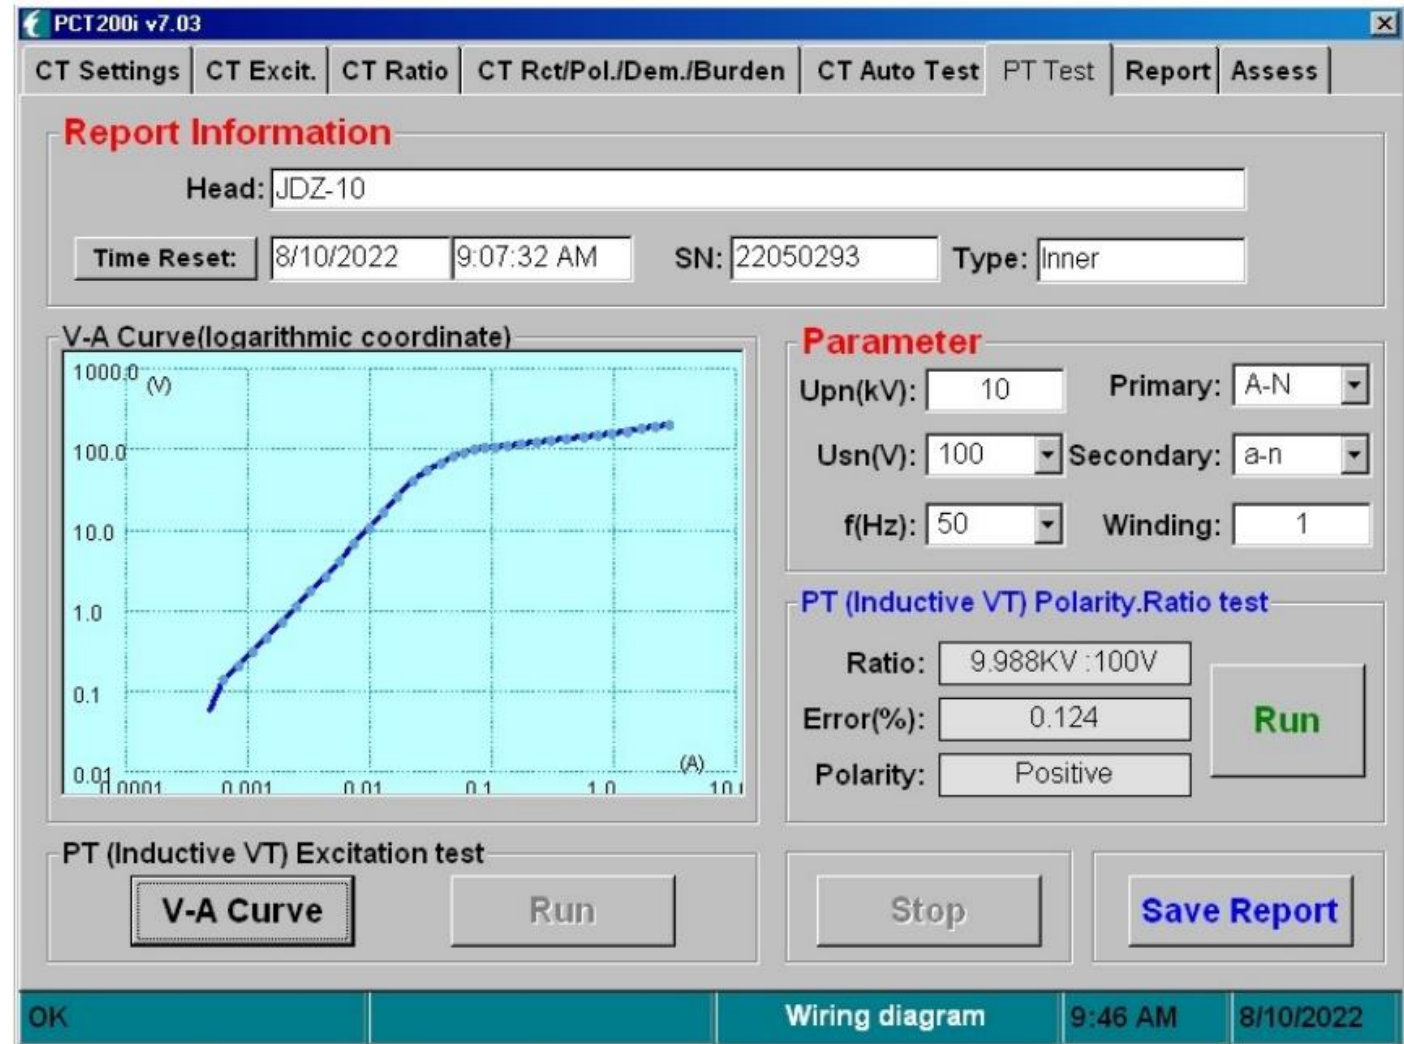 PCT200i v7.03
CT Settings CT Excit. CT Ratio CT Rct/Pol./Dem./Burden CT Auto Test PT Test Report Assess
Report Information
Head: JDZ-10
Time Reset: 8/10/2022 9:07:32 AM SN: 22050293 Type: Inner
V-A Curve(logarithmic coordinate)
1000.0 (V)
100.0
10.0
1.0
0.1
0.01
(A)
0.0001 0.001 0.01 0.1 1.0
Parameter
Upn(kV): 10 Primary: A-N
Usn(V): 100 Secondary: a-n
f(Hz): 50 Winding: 1
PT (Inductive VT) Polarity.Ratio test
Ratio: 9.988KV :100V
Error(%): 0.124
Polarity: Positive
Run
PT (Inductive VT) Excitation test
V-A Curve Run Stop Save Report
OK Wiring diagram 9:46 AM 8/10/2022